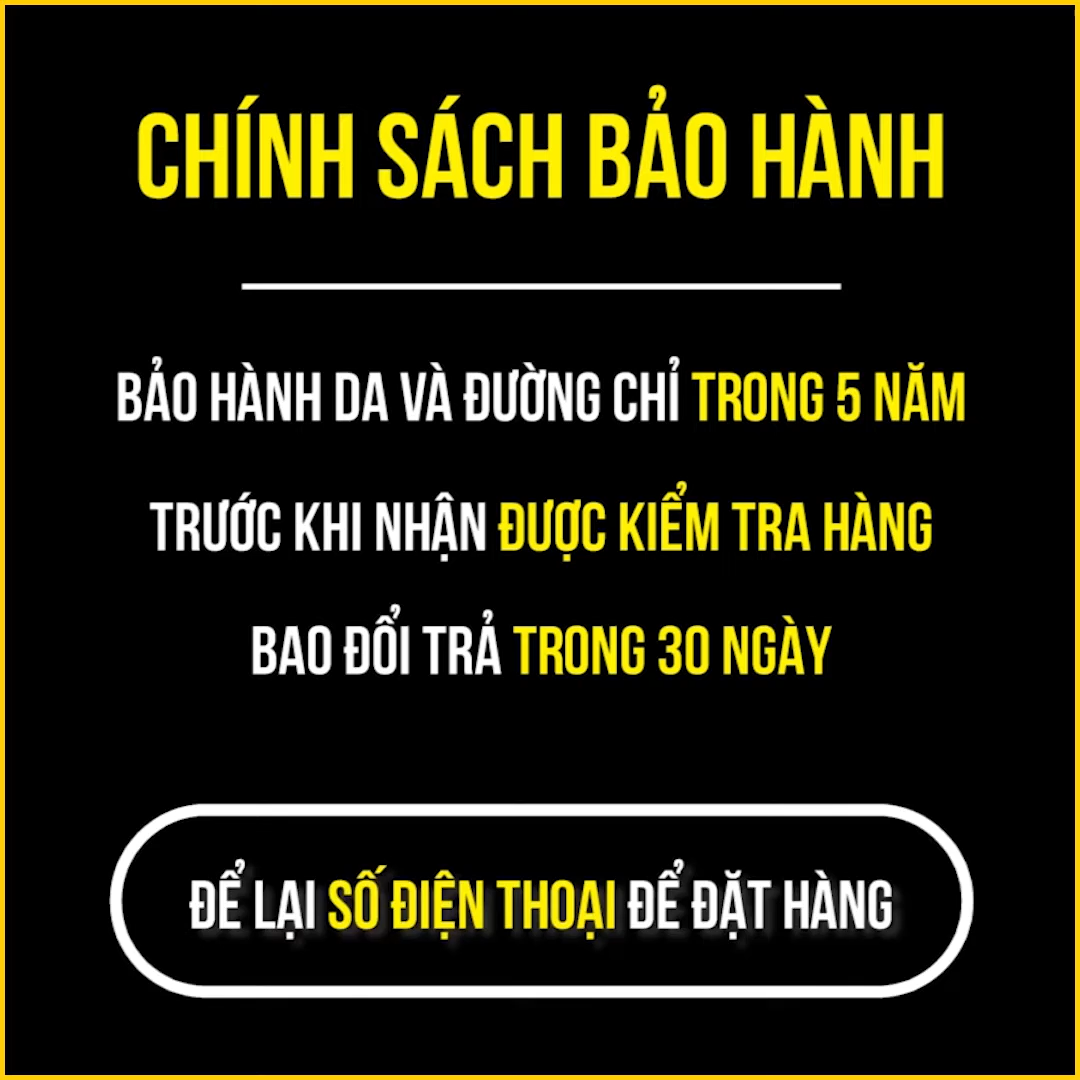 CHÍNH SÁCH BẢO HÀNH
BẢO HÀNH DA VÀ ĐƯỜNG CHỈ TRONG 5 NĂM
TRƯỚC KHI NHẬN ĐƯỢC KIỂM TRA HÀNG
BAO ĐỔI TRẢ TRONG 30 NGÀY
ĐỂ LẠI SỐ ĐIỆN THOẠI ĐỂ ĐẶT HÀNG